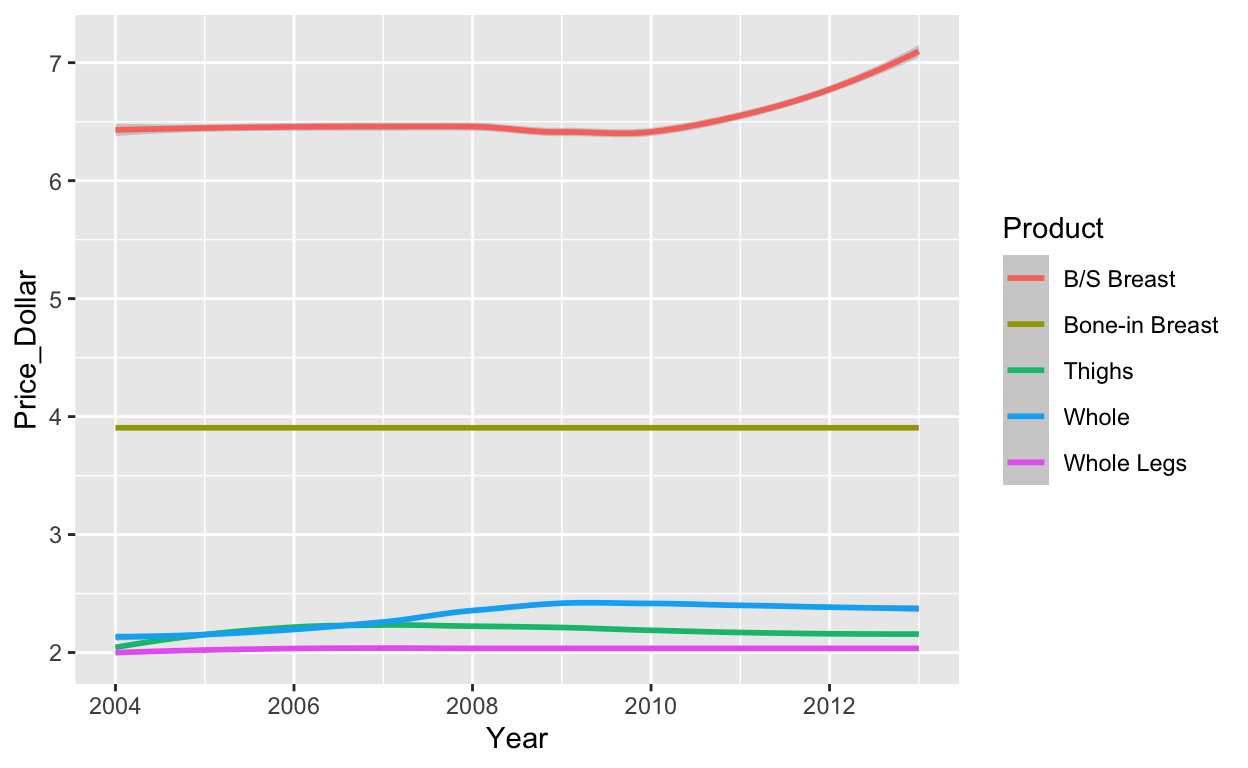 7
6
5
4
3
2
Price_Dollar
2004 2006 2008 2010 2012
Year
Product
B/S Breast
Bone-in Breast
Thighs
Whole
Whole Legs